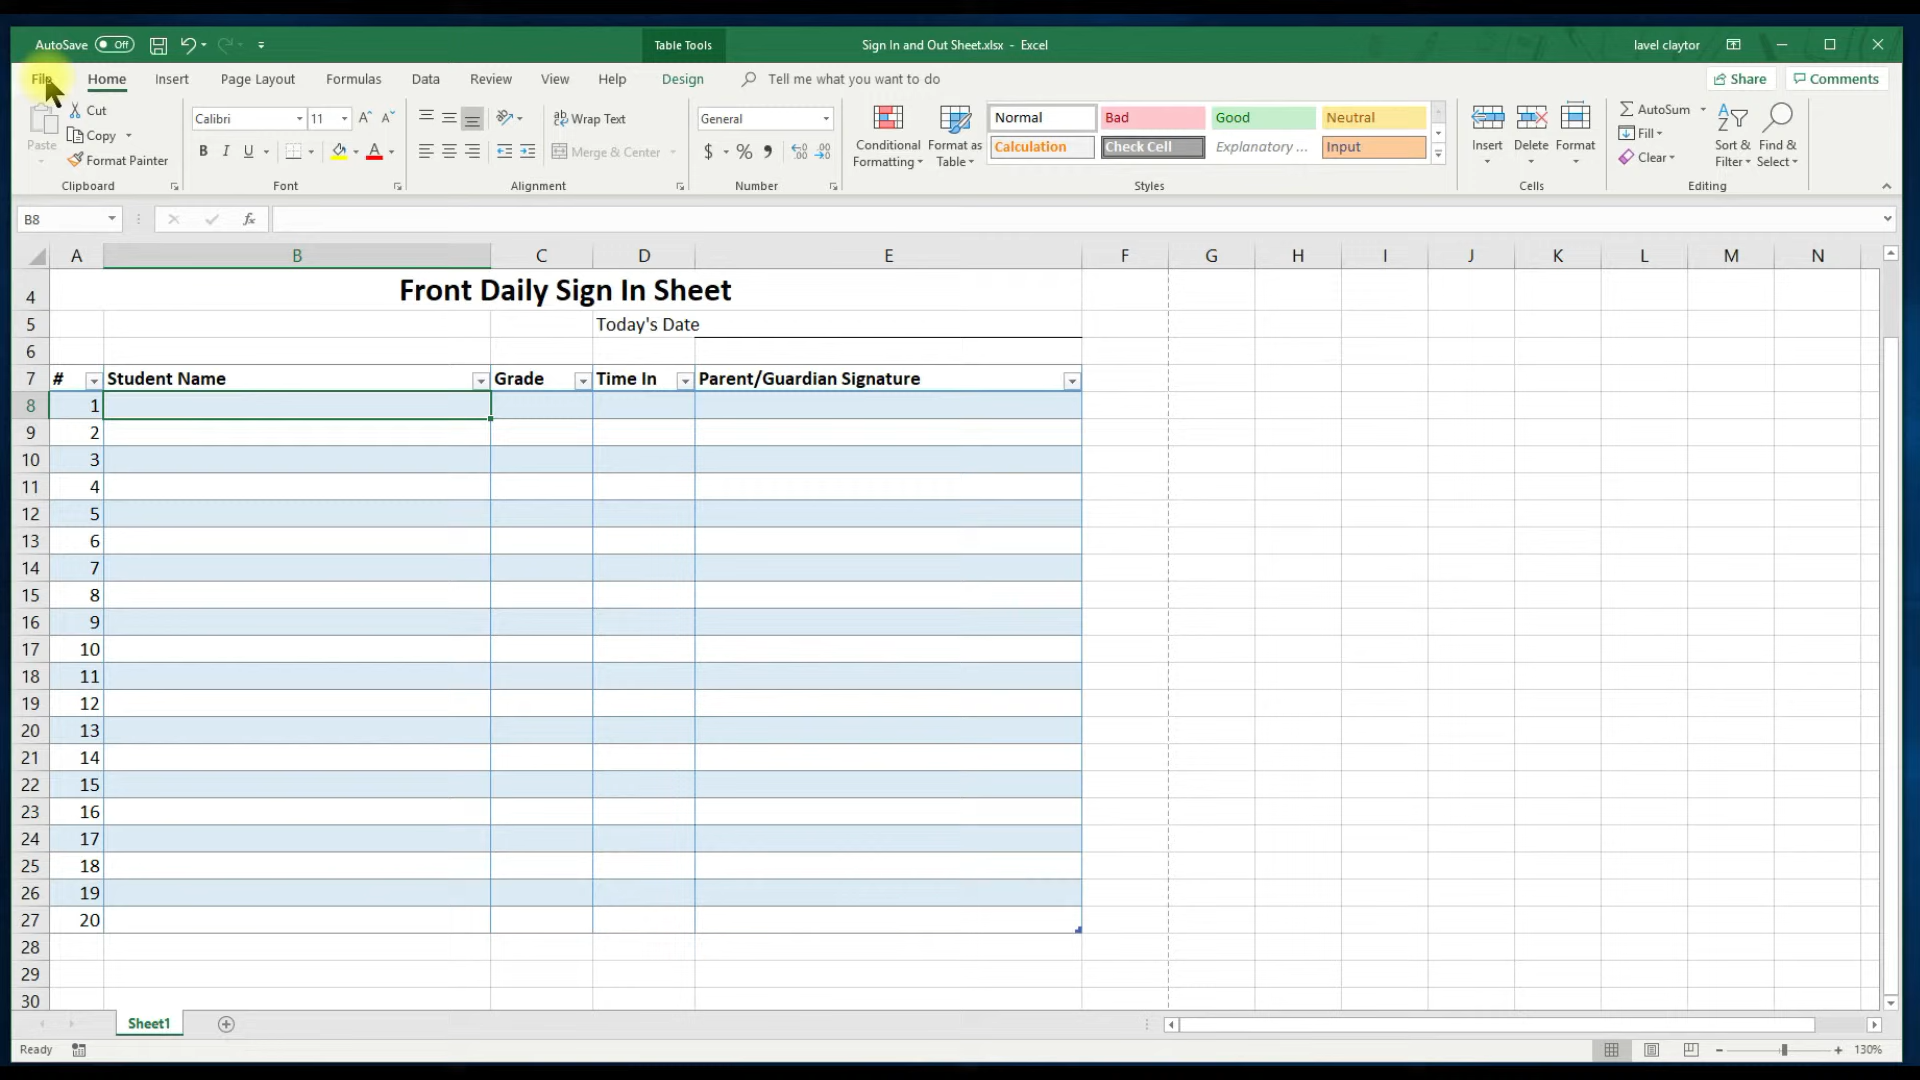 AutoSave Off
Table Tools
Sign In and Out Sheet.xlsx - Excel
lavel claytor
File Home Insert Page Layout Formulas Data Review View Help Design Tell me what you want to do
Share Comments
Paste
Cut
Copy
Format Painter
Clipboard
Calibri 11
B I U
Font
Wrap Text
Merge & Center
Alignment
General
$ % ,
Number
Conditional Formatting
Format as Table
Normal Bad Good Neutral
Calculation Check Cell Explanatory ... Input
Styles
Insert Delete Format
Cells
AutoSum
Fill
Clear
Sort & Filter
Find & Select
Editing
B8 fx
A B C D E F G H I J K L M N
4 Front Daily Sign In Sheet
5 Today's Date
6
7 # Student Name Grade Time In Parent/Guardian Signature
8 1
9 2
10 3
11 4
12 5
13 6
14 7
15 8
16 9
17 10
18 11
19 12
20 13
21 14
22 15
23 16
24 17
25 18
26 19
27 20
28
29
30
Sheet1
Ready 130%